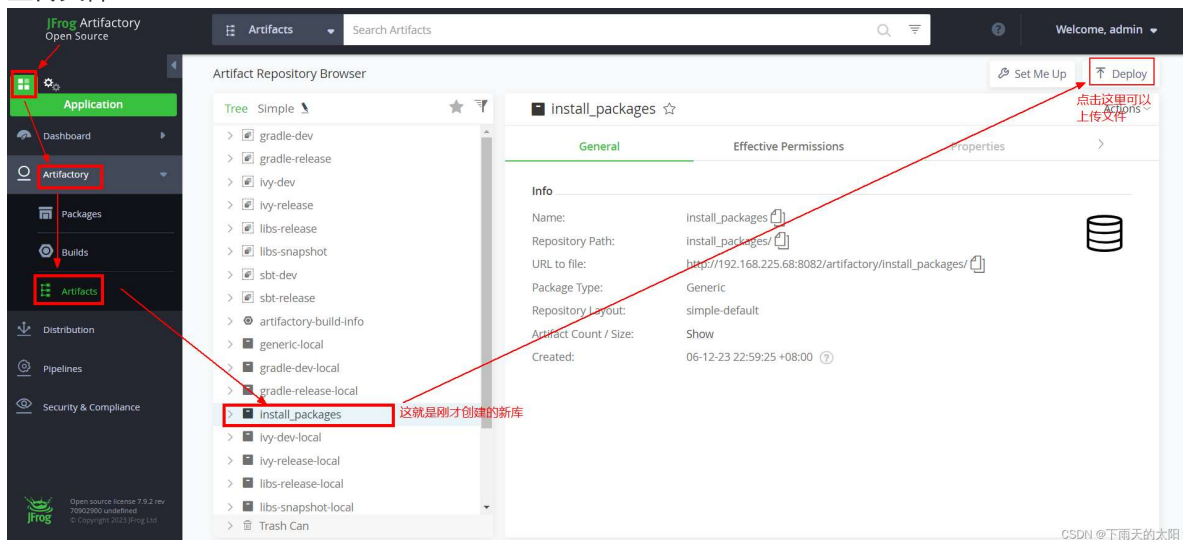 JFrog Artifactory
Open Source
Artifacts
Search Artifacts
Welcome, admin
Application
Dashboard
Artifactory
Packages
Builds
Artifacts
Distribution
Pipelines
Security & Compliance
JFrog
Open source license 7.9.2 rev
70902900 undefined
© Copyright 2023 JFrog Ltd
Artifact Repository Browser
Set Me Up
Deploy
点击这里可以
上传文件
Actions
Tree Simple
gradle-dev
gradle-release
ivy-dev
ivy-release
libs-release
libs-snapshot
sbt-dev
sbt-release
artifactory-build-info
generic-local
gradle-dev-local
gradle-release-local
install_packages
这就是刚才创建的新库
ivy-dev-local
ivy-release-local
libs-release-local
libs-snapshot-local
Trash Can
install_packages
General
Effective Permissions
Properties
Info
Name: install_packages
Repository Path: install_packages/
URL to file: http://192.168.225.68:8082/artifactory/install_packages/
Package Type: Generic
Repository Layout: simple-default
Artifact Count / Size: Show
Created: 06-12-23 22:59:25 +08:00
CSDN @下雨天的太阳